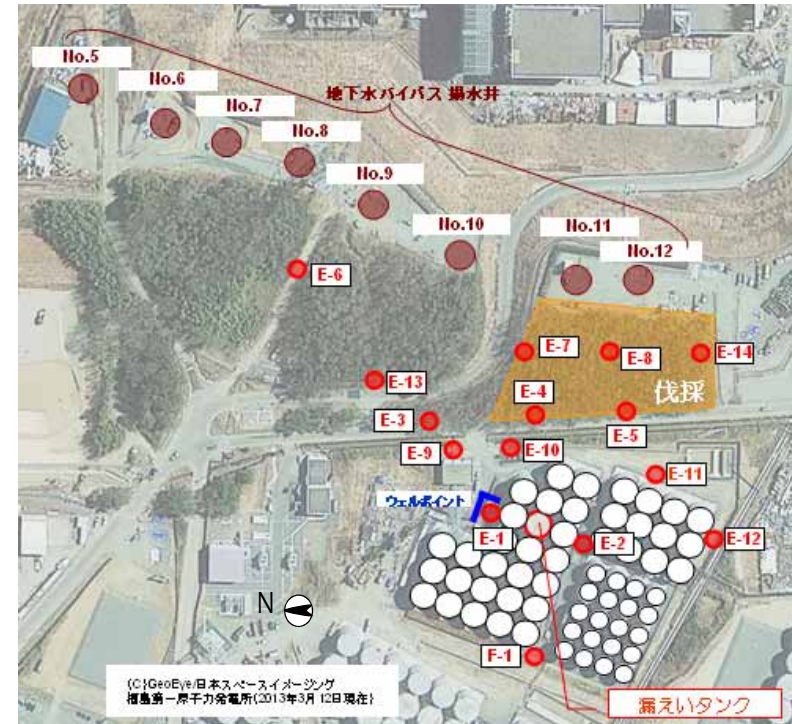 No.5
No.6
No.7
地下水バイパス 揚水井
No.8
No.9
No.10
No.11
No.12
E-6
E-7
E-8
E-14
E-13
伐採
E-4
E-3
E-5
E-9
E-10
E-11
ウェルポイント
E-1
E-2
E-12
N
F-1
(C)GeoEye/日本スペースイメージング
福島第一原子力発電所(2013年3月12日現在)
漏えいタンク